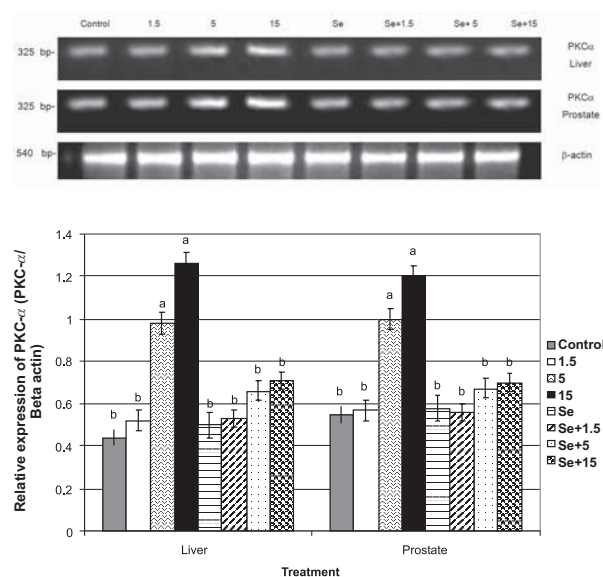 Control 1.5 5 15 Se Se+1.5 Se+ 5 Se+15
325 bp- PKCα
Liver
325 bp- PKCα
Prostate
540 bp- β-actin
Relative expression of PKC-α (PKC-α/
Beta actin)
1.4
1.2
1
0.8
0.6
0.4
0.2
0
b b a a b b b b
b b a a b b b b
Liver Prostate
Treatment
Control
1.5
5
15
Se
Se+1.5
Se+5
Se+15